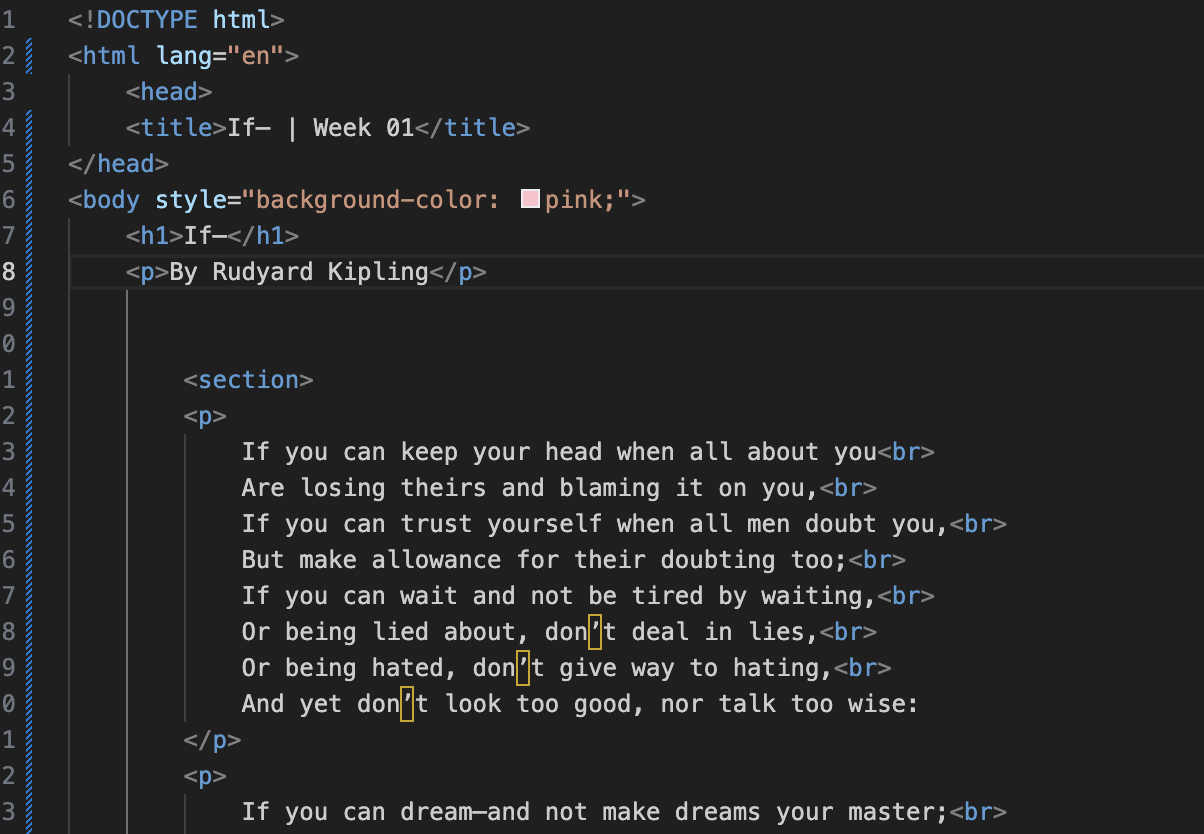 1 <!DOCTYPE html>
2 <html lang="en">
3 <head>
4 <title>If— | Week 01</title>
5 </head>
6 <body style="background-color: pink;">
7 <h1>If—</h1>
8 <p>By Rudyard Kipling</p>
9
0
1 <section>
2 <p>
3 If you can keep your head when all about you<br>
4 Are losing theirs and blaming it on you,<br>
5 If you can trust yourself when all men doubt you,<br>
6 But make allowance for their doubting too;<br>
7 If you can wait and not be tired by waiting,<br>
8 Or being lied about, don’t deal in lies,<br>
9 Or being hated, don’t give way to hating,<br>
0 And yet don’t look too good, nor talk too wise:
1 </p>
2 <p>
3 If you can dream—and not make dreams your master;<br>